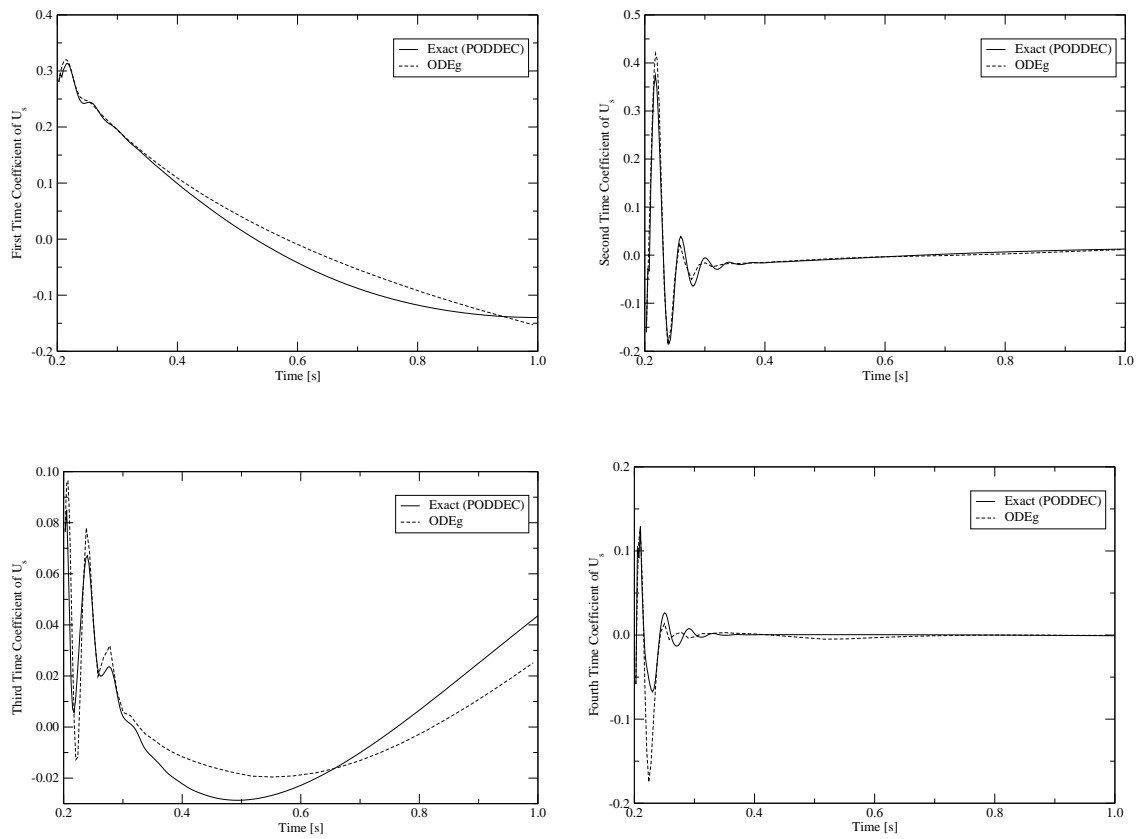 0.4
0.3
0.2
0.1
0.0
-0.1
-0.2
First Time Coefficient of U_s
Exact (PODDEC)
ODEg
0.2 0.4 0.6 0.8 1.0
Time [s]
0.5
0.4
0.3
0.2
0.1
0.0
-0.1
-0.2
Second Time Coefficient of U_s
Exact (PODDEC)
ODEg
0.2 0.4 0.6 0.8 1.0
Time [s]
0.10
0.08
0.06
0.04
0.02
0.00
-0.02
Third Time Coefficient of U_s
Exact (PODDEC)
ODEg
0.2 0.4 0.6 0.8 1.0
Time [s]
0.2
0.1
0.0
-0.1
-0.2
Fourth Time Coefficient of U_s
Exact (PODDEC)
ODEg
0.2 0.4 0.6 0.8 1.0
Time [s]